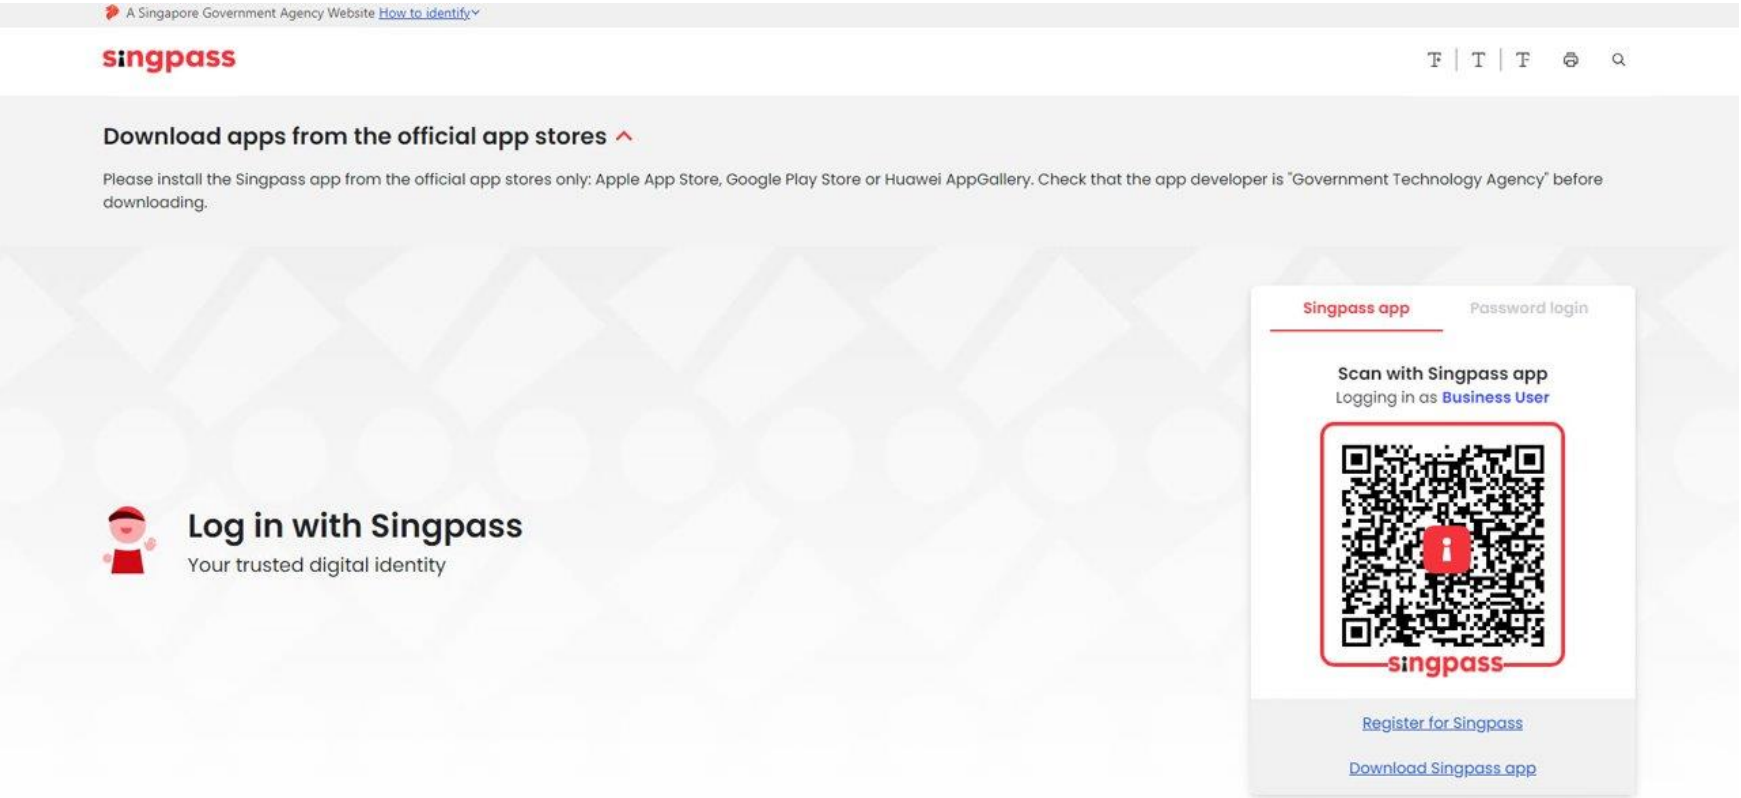 A Singapore Government Agency Website How to identify
singpass
Download apps from the official app stores
Please install the Singpass app from the official app stores only: Apple App Store, Google Play Store or Huawei AppGallery. Check that the app developer is "Government Technology Agency" before
downloading.
Singpass app Password login
Scan with Singpass app
Logging in as Business User
singpass
Log in with Singpass
Your trusted digital identity
Register for Singpass
Download Singpass app